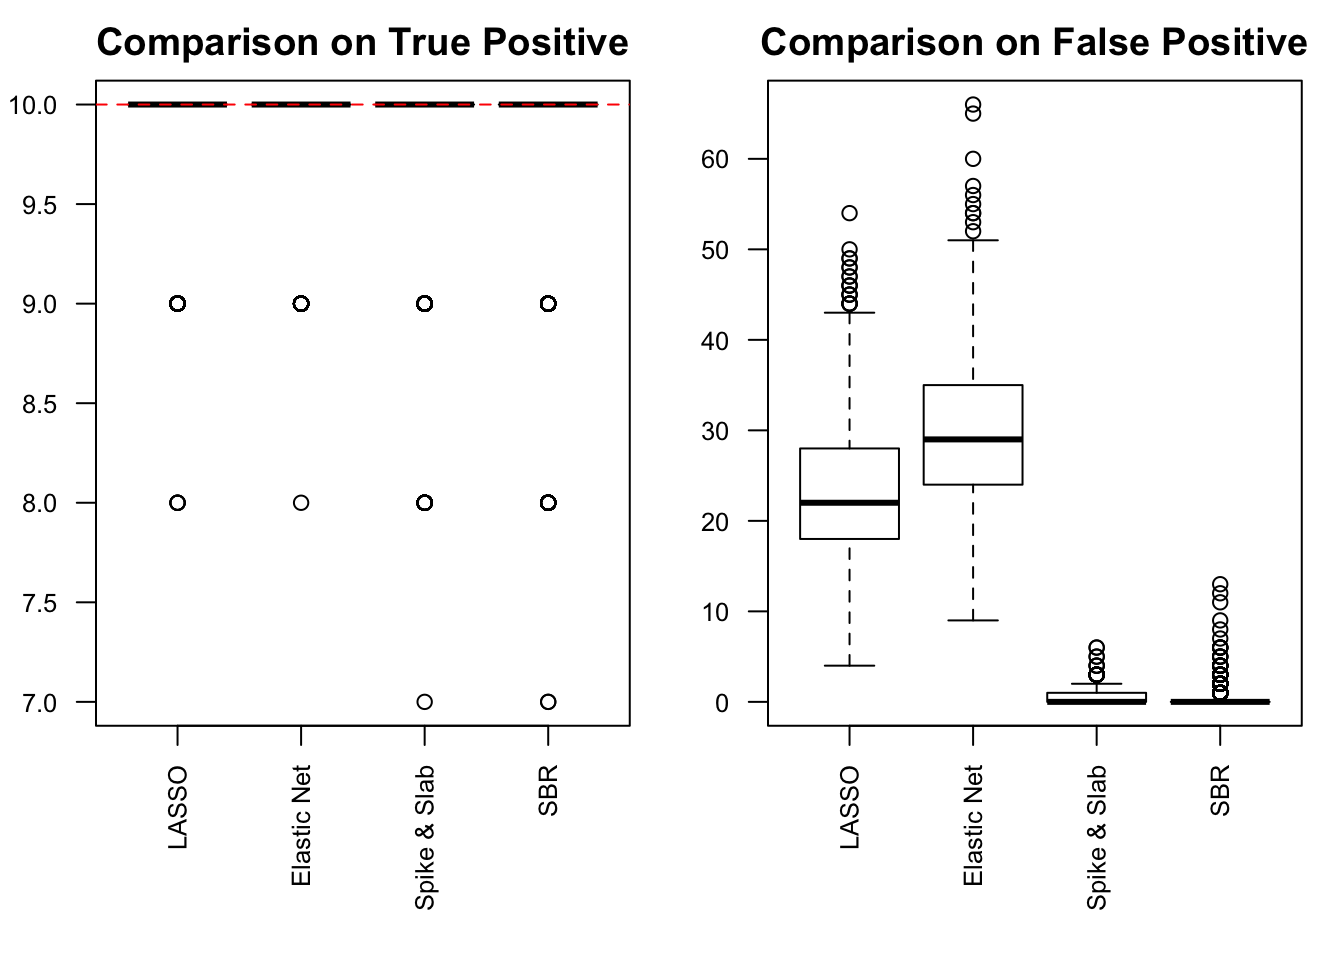 Comparison on True Positive
10.0
9.5
9.0
8.5
8.0
7.5
7.0
LASSO
Elastic Net
Spike & Slab
SBR
Comparison on False Positive
60
50
40
30
20
10
0
LASSO
Elastic Net
Spike & Slab
SBR